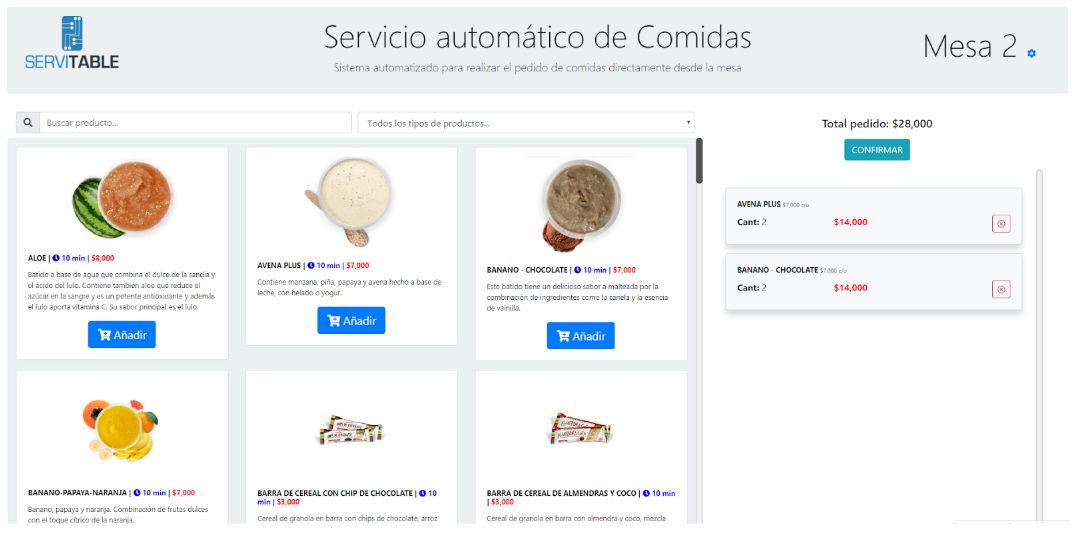 SERVITABLE
Servicio automático de Comidas
Sistema automatizado para realizar el pedido de comidas directamente desde la mesa
Mesa 2
Buscar producto...
Todos los tipos de productos...
ALOE | 10 min | $8,000
Batido a base de agua que combina el dulce de la sandia y
el ácido del lulo. Contiene también aloe que reduce el
azúcar en la sangre y es un potente antioxidante y además
el lulo aporta vitamina C. Su sabor principal es el lulo.
Añadir
AVENA PLUS | 10 min | $7,000
Contiene manzana, piña, papaya y avena hecho a base de
leche, con helado o yogur.
Añadir
BANANO - CHOCOLATE | 10 min | $7,000
Este batido tiene un delicioso sabor a malteada por la
combinación de ingredientes como la canela y la esencia
de vainilla.
Añadir
BANANO-PAPAYA-NARANJA | 10 min | $7,000
Banano, papaya y naranja. Combinación de frutas dulces
con el toque cítrico de la naranja.
BARRA DE CEREAL CON CHIP DE CHOCOLATE | 10
min | $3,000
Cereal de granola en barra con chips de chocolate, arroz
BARRA DE CEREAL DE ALMENDRAS Y COCO | 10 min
| $3,000
Cereal de granola en barra con almendra y coco, mezcla
Total pedido: $28,000
CONFIRMAR
AVENA PLUS $7,000 c/u
Cant: 2 $14,000
BANANO - CHOCOLATE $7,000 c/u
Cant: 2 $14,000